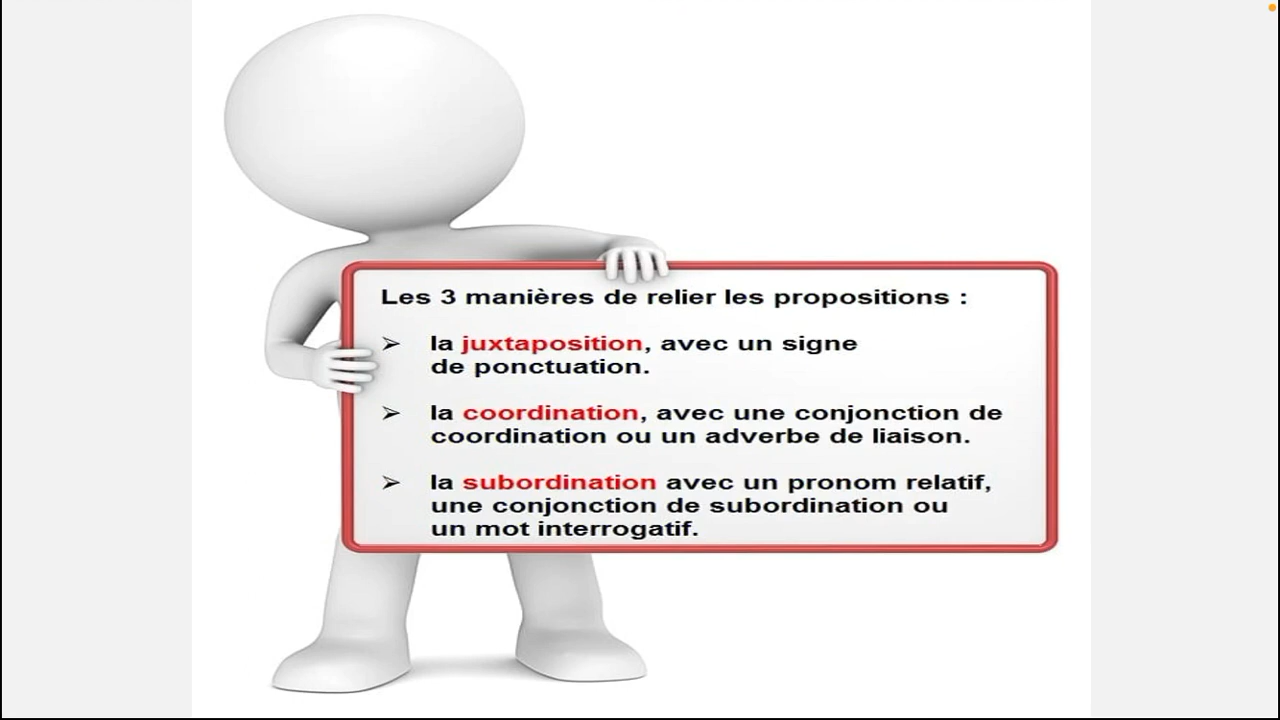 Les 3 manières de relier les propositions :
➢ la juxtaposition, avec un signe
de ponctuation.
➢ la coordination, avec une conjonction de
coordination ou un adverbe de liaison.
➢ la subordination avec un pronom relatif,
une conjonction de subordination ou
un mot interrogatif.